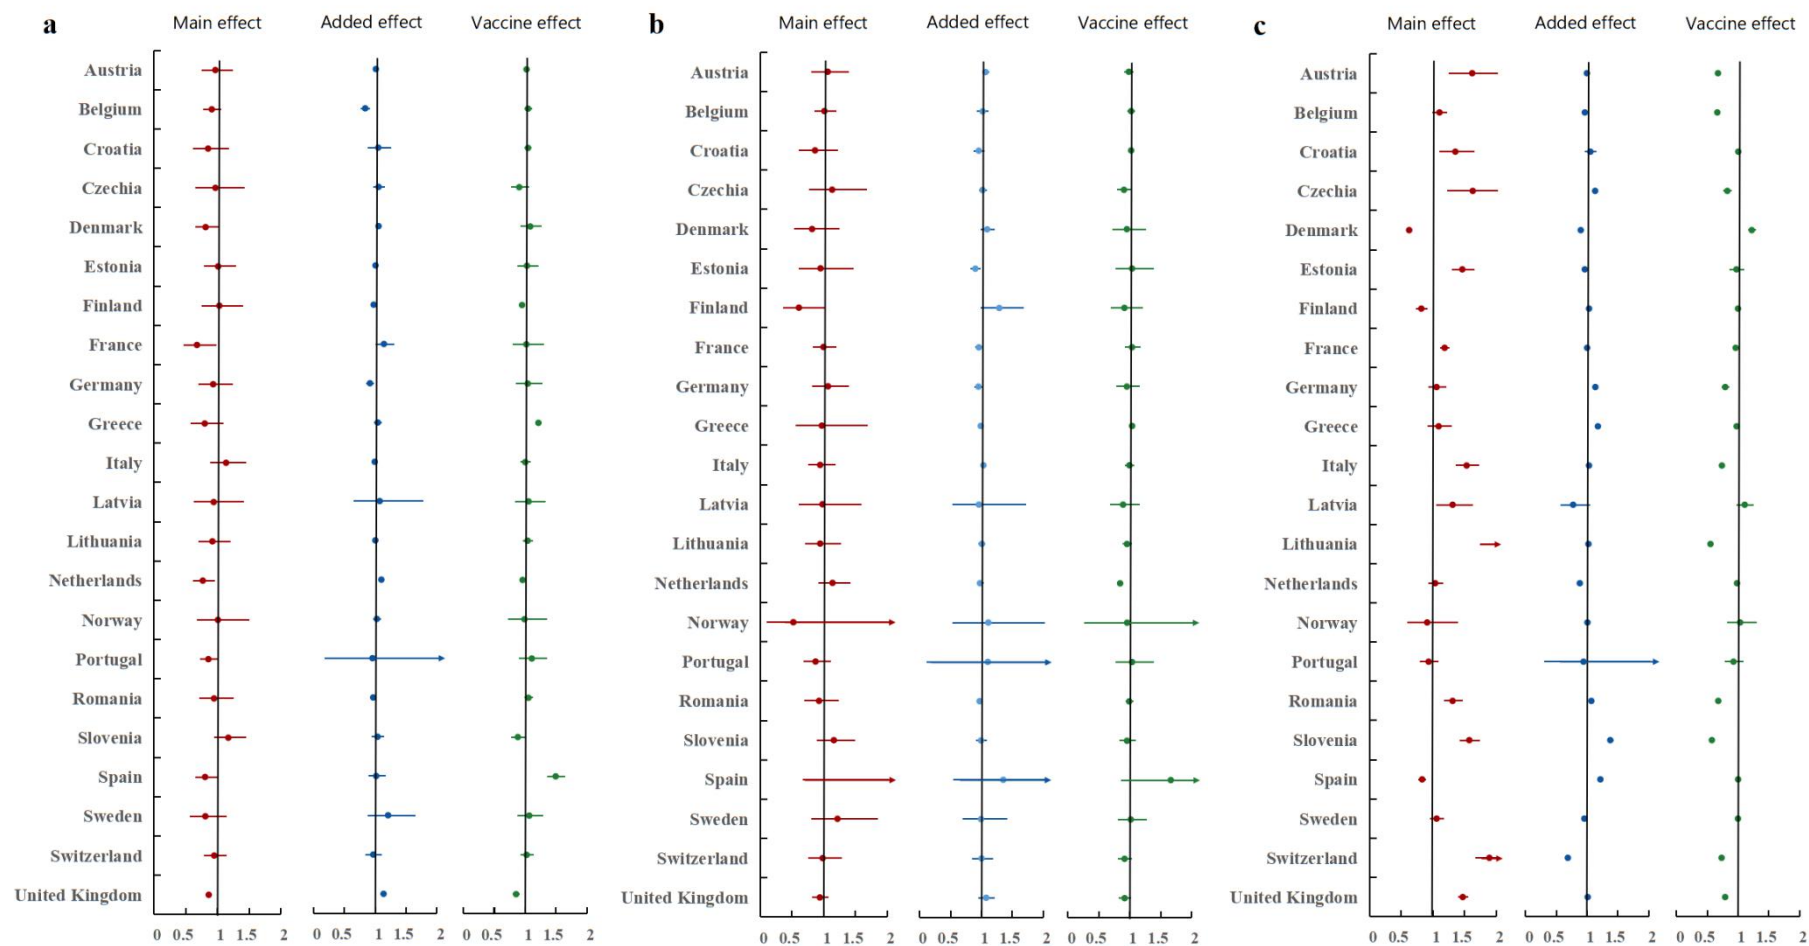 a
Main effect
Added effect
Vaccine effect
Austria
Belgium
Croatia
Czechia
Denmark
Estonia
Finland
France
Germany
Greece
Italy
Latvia
Lithuania
Netherlands
Norway
Portugal
Romania
Slovenia
Spain
Sweden
Switzerland
United Kingdom
0 0.5 1 1.5 2
0 0.5 1 1.5 2
0 0.5 1 1.5 2
b
Main effect
Added effect
Vaccine effect
Austria
Belgium
Croatia
Czechia
Denmark
Estonia
Finland
France
Germany
Greece
Italy
Latvia
Lithuania
Netherlands
Norway
Portugal
Romania
Slovenia
Spain
Sweden
Switzerland
United Kingdom
0 0.5 1 1.5 2
0 0.5 1 1.5 2
0 0.5 1 1.5 2
c
Main effect
Added effect
Vaccine effect
Austria
Belgium
Croatia
Czechia
Denmark
Estonia
Finland
France
Germany
Greece
Italy
Latvia
Lithuania
Netherlands
Norway
Portugal
Romania
Slovenia
Spain
Sweden
Switzerland
United Kingdom
0 0.5 1 1.5 2
0 0.5 1 1.5 2
0 0.5 1 1.5 2